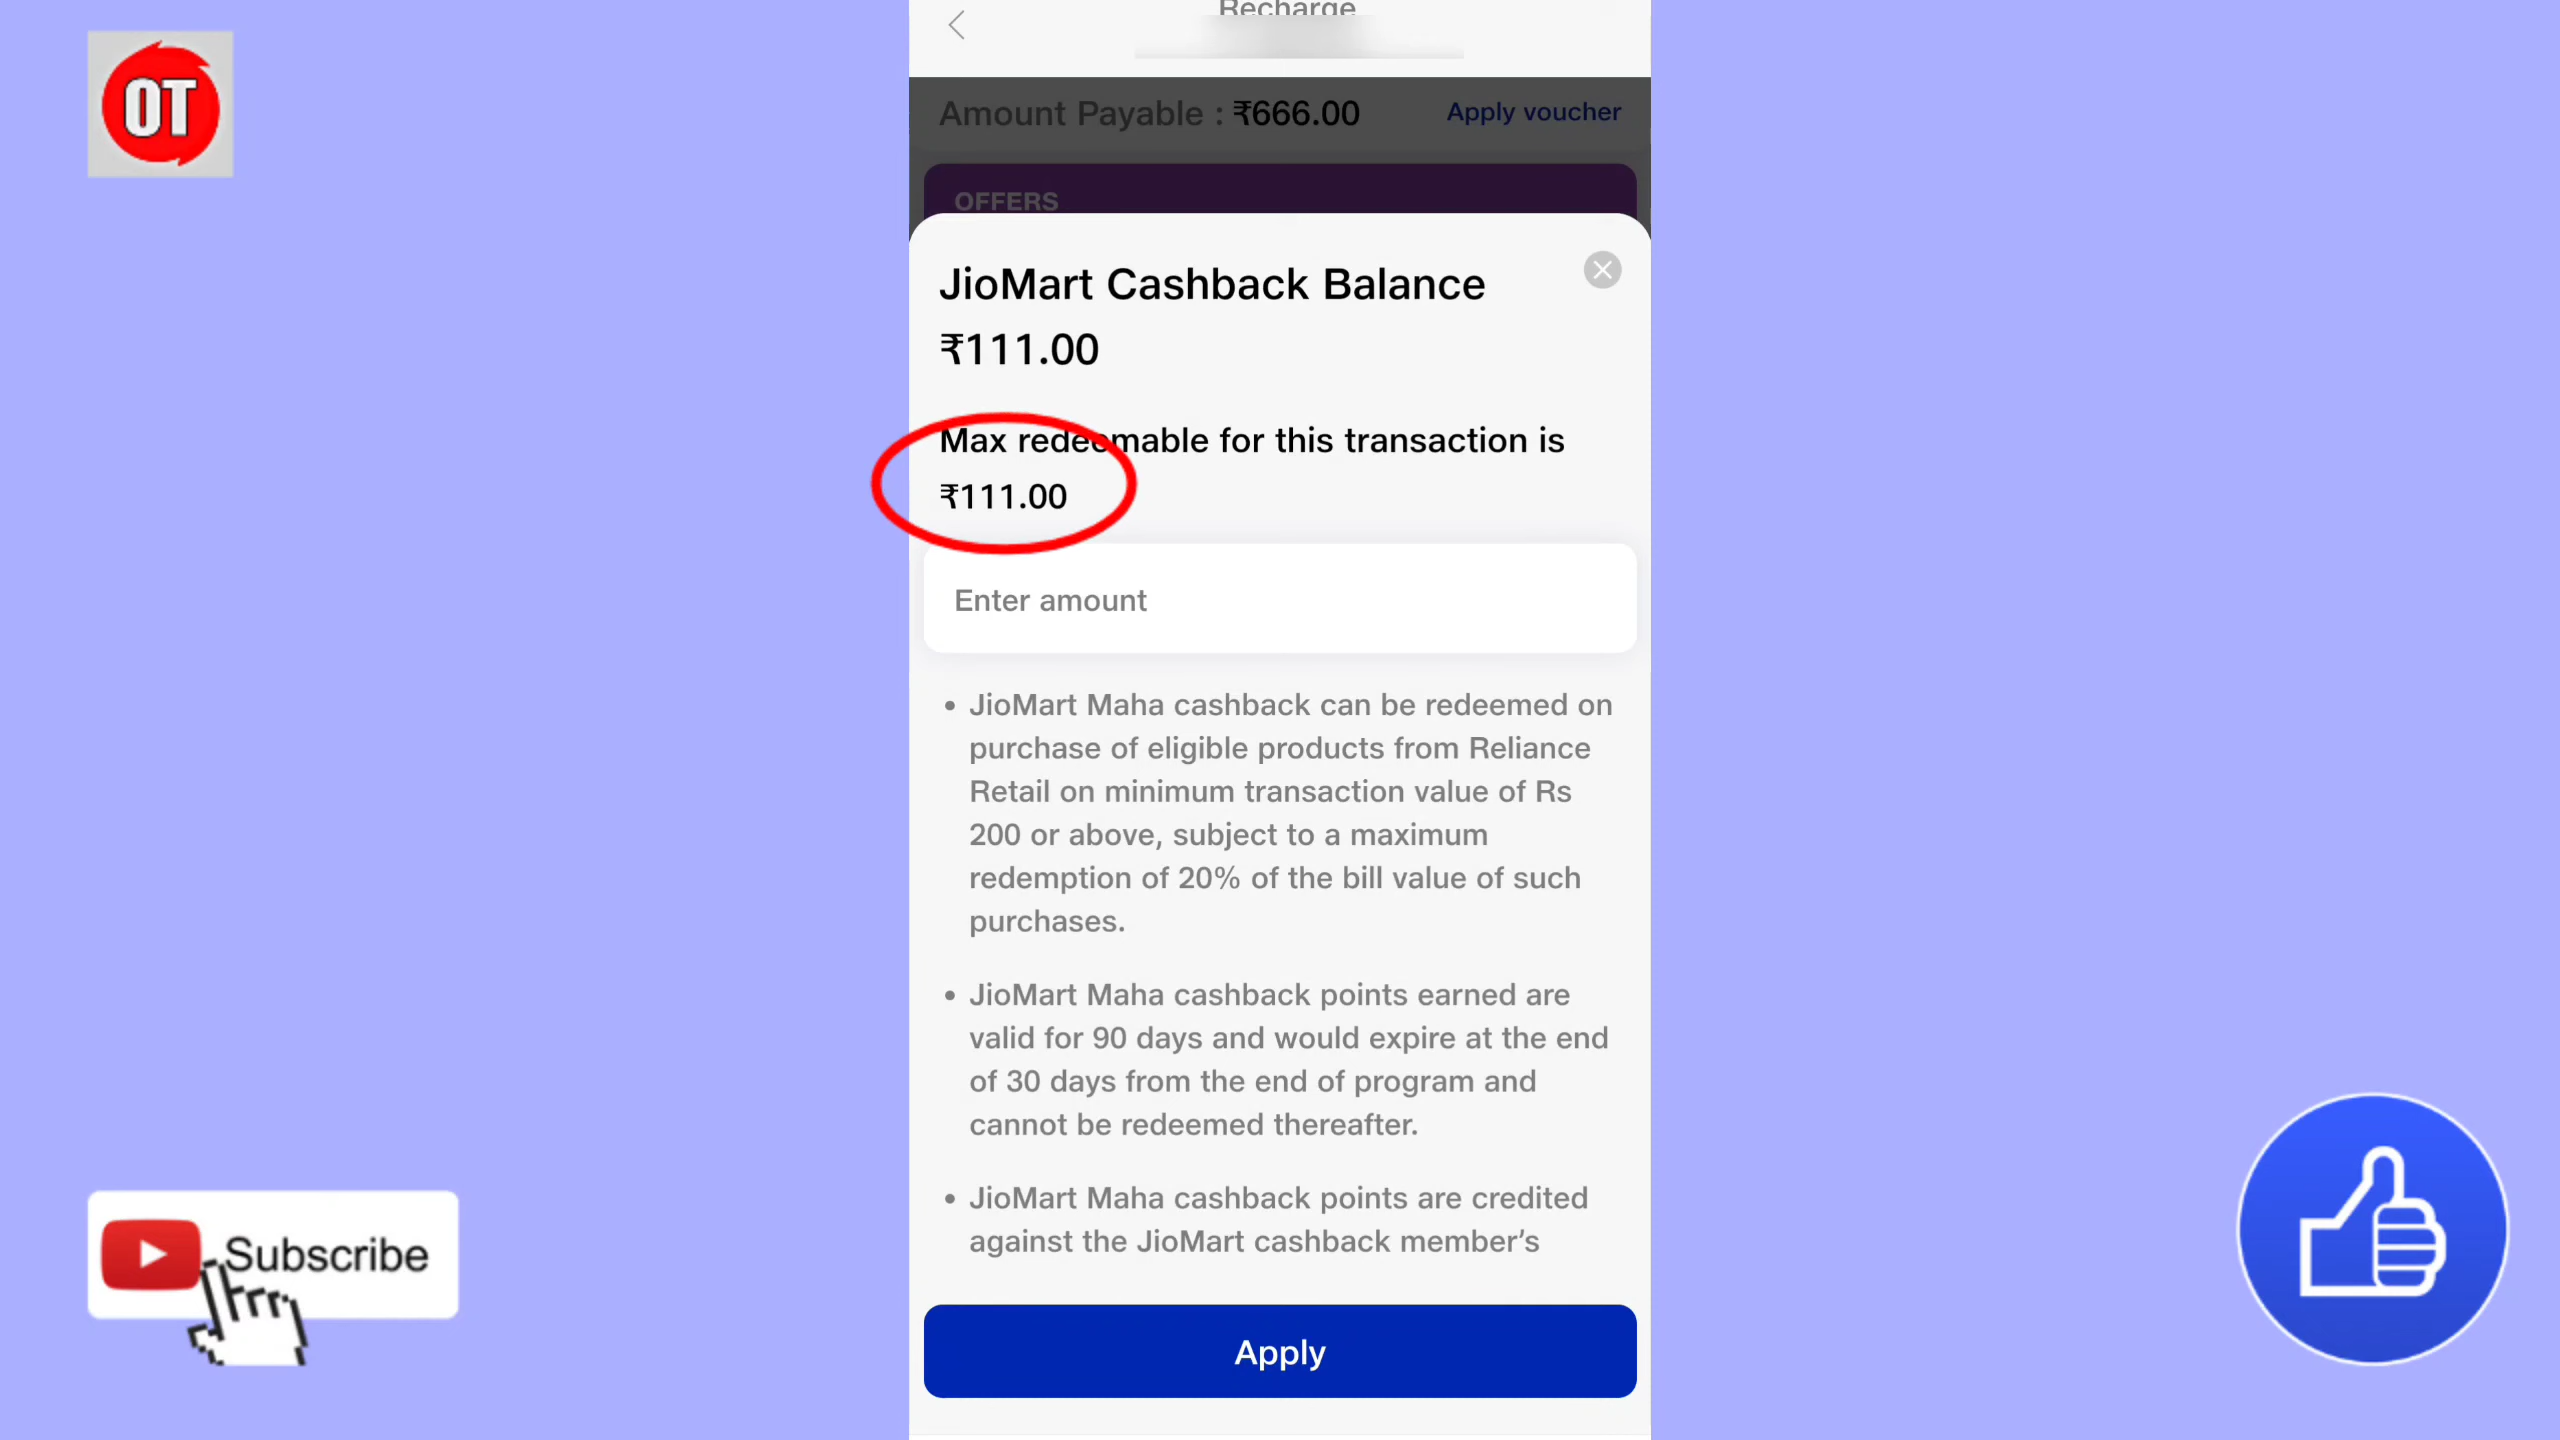 OT
Recharge
Amount Payable : ₹666.00 Apply voucher
OFFERS
JioMart Cashback Balance
₹111.00
Max redeemable for this transaction is
₹111.00
Enter amount
• JioMart Maha cashback can be redeemed on
purchase of eligible products from Reliance
Retail on minimum transaction value of Rs
200 or above, subject to a maximum
redemption of 20% of the bill value of such
purchases.
• JioMart Maha cashback points earned are
valid for 90 days and would expire at the end
of 30 days from the end of program and
cannot be redeemed thereafter.
• JioMart Maha cashback points are credited
against the JioMart cashback member’s
Apply
Subscribe